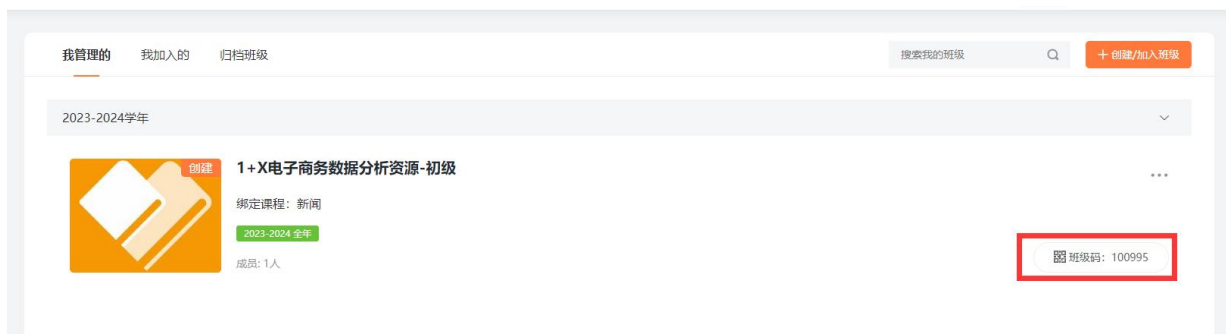 我管理的 我加入的 归档班级 搜索我的班级 +创建/加入班级
2023-2024学年
创建
1+X电子商务数据分析资源-初级
绑定课程：新闻
2023-2024 全年
成员: 1人
班级码：100995